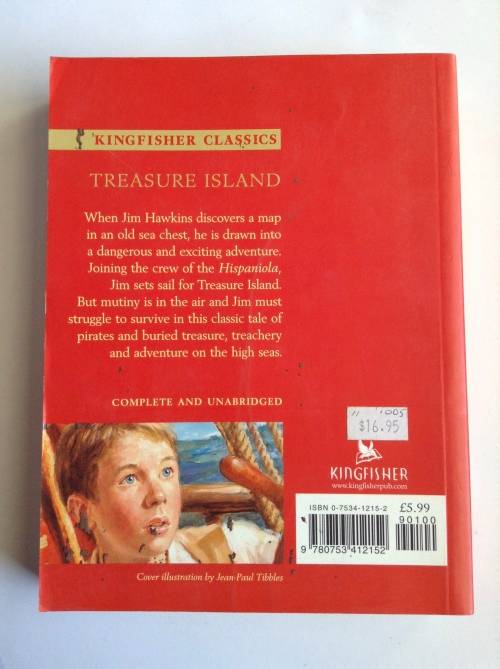 KINGFISHER CLASSICS
TREASURE ISLAND
When Jim Hawkins discovers a map
in an old sea chest, he is drawn into
a dangerous and exciting adventure.
Joining the crew of the Hispaniola,
Jim sets sail for Treasure Island.
But mutiny is in the air and Jim must
struggle to survive in this classic tale of
pirates and buried treasure, treachery
and adventure on the high seas.
COMPLETE AND UNABRIDGED
$16.95
KINGFISHER
www.kingfisherpub.com
ISBN 0-7534-1215-2 £5.99
90100
9 780753 412152
Cover illustration by Jean-Paul Tibbles